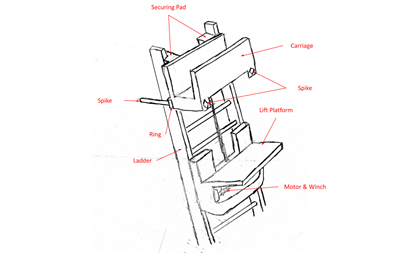 Securing Pad
Carriage
Spike
Spike
Lift Platform
Ring
Ladder
Motor & Winch